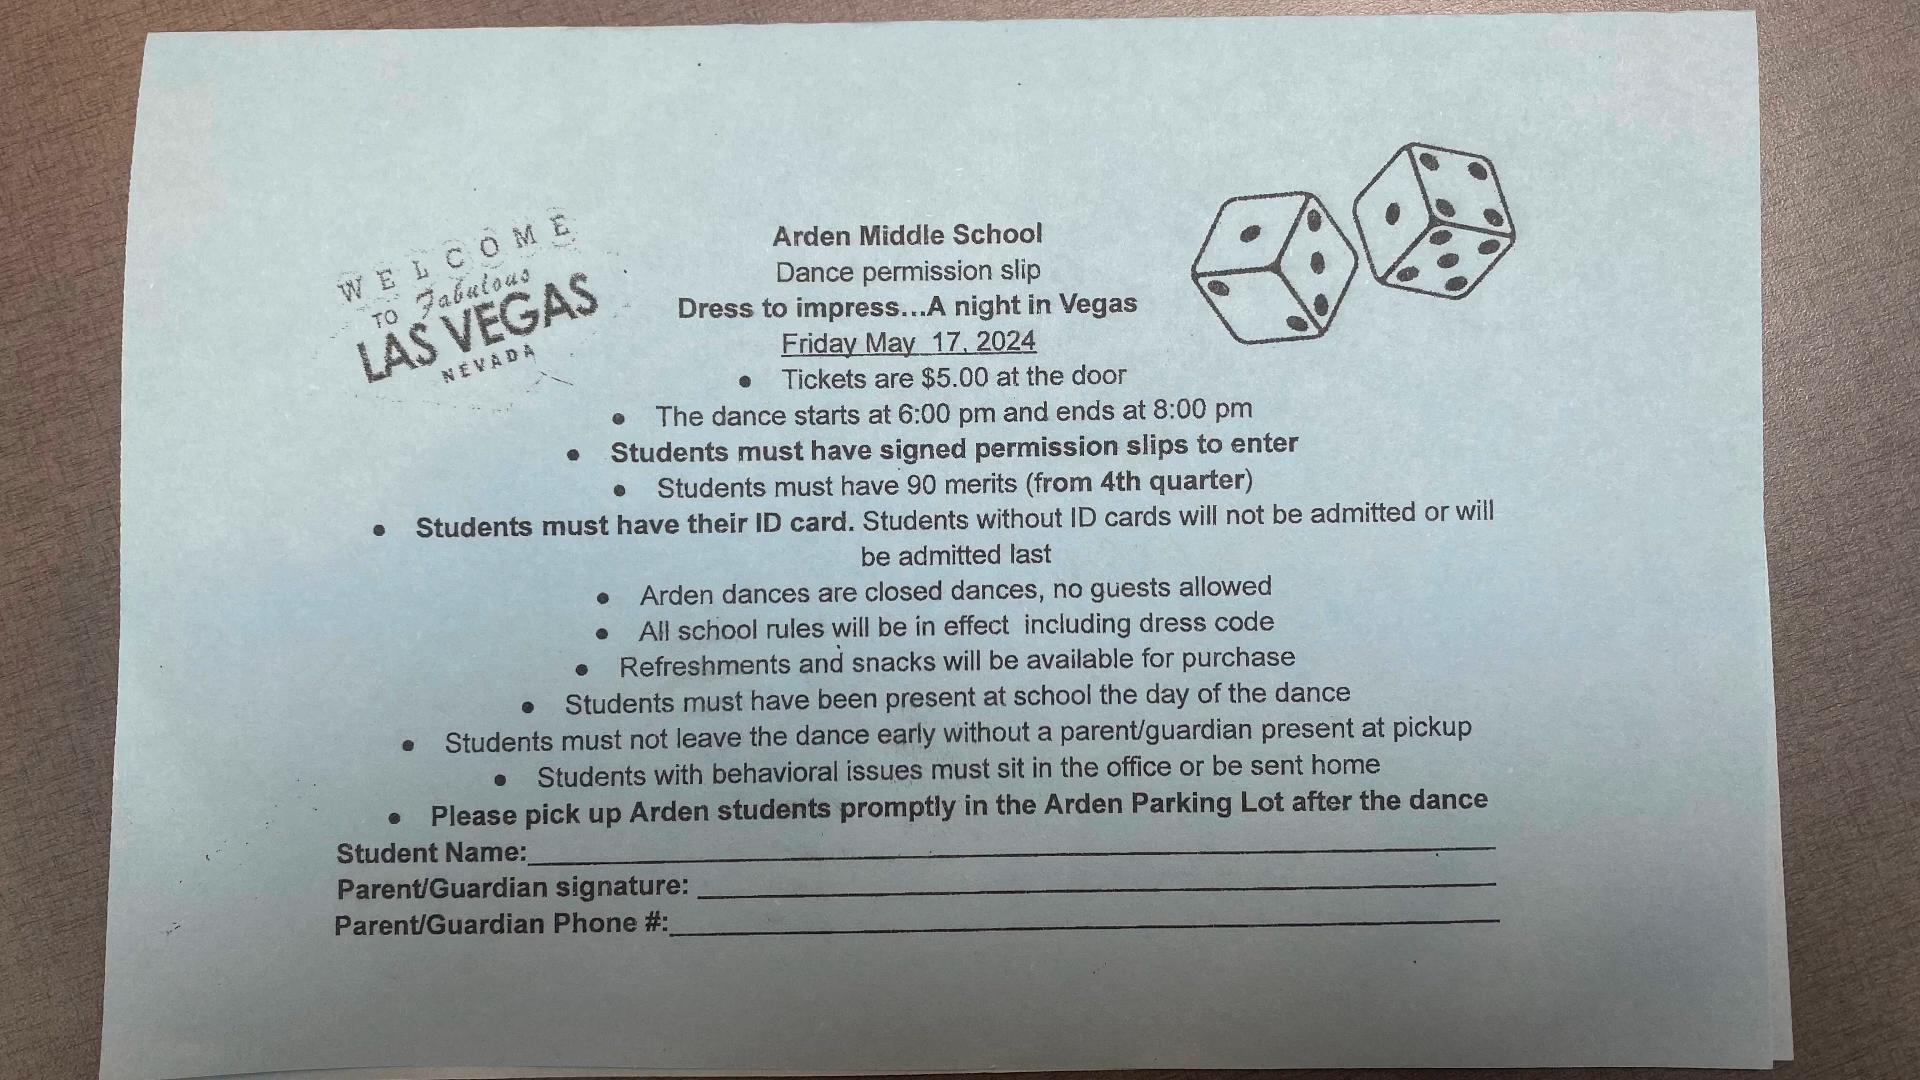 WELCOME
TO Fabulous
LAS VEGAS
NEVADA
Arden Middle School
Dance permission slip
Dress to impress...A night in Vegas
Friday May  17, 2024
● Tickets are $5.00 at the door
● The dance starts at 6:00 pm and ends at 8:00 pm
● Students must have signed permission slips to enter
● Students must have 90 merits (from 4th quarter)
● Students must have their ID card. Students without ID cards will not be admitted or will
be admitted last
● Arden dances are closed dances, no guests allowed
● All school rules will be in effect  including dress code
● Refreshments and snacks will be available for purchase
● Students must have been present at school the day of the dance
● Students must not leave the dance early without a parent/guardian present at pickup
● Students with behavioral issues must sit in the office or be sent home
● Please pick up Arden students promptly in the Arden Parking Lot after the dance
Student Name:
Parent/Guardian signature:
Parent/Guardian Phone #: